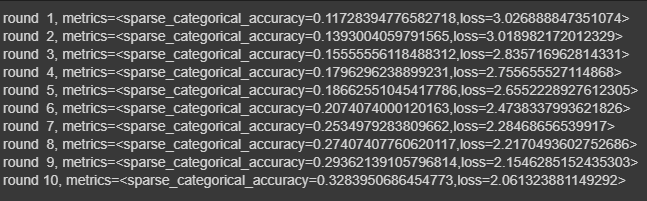 round  1, metrics=<sparse_categorical_accuracy=0.11728394776582718,loss=3.026888847351074>
round  2, metrics=<sparse_categorical_accuracy=0.1393004059791565,loss=3.018982172012329>
round  3, metrics=<sparse_categorical_accuracy=0.15555556118488312,loss=2.835716962814331>
round  4, metrics=<sparse_categorical_accuracy=0.1796296238899231,loss=2.755655527114868>
round  5, metrics=<sparse_categorical_accuracy=0.18662551045417786,loss=2.6552228927612305>
round  6, metrics=<sparse_categorical_accuracy=0.2074074000120163,loss=2.4738337993621826>
round  7, metrics=<sparse_categorical_accuracy=0.2534979283809662,loss=2.28468656539917>
round  8, metrics=<sparse_categorical_accuracy=0.27407407760620117,loss=2.2170493602752686>
round  9, metrics=<sparse_categorical_accuracy=0.29362139105796814,loss=2.1546285152435303>
round 10, metrics=<sparse_categorical_accuracy=0.3283950686454773,loss=2.061323881149292>